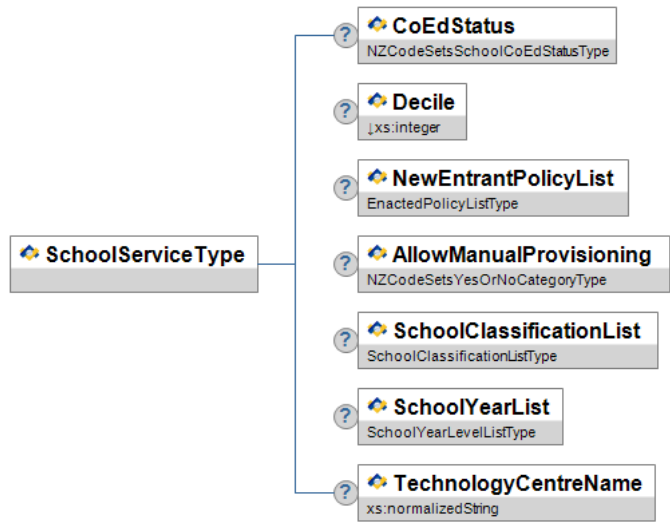 ?
CoEdStatus
NZCodeSetsSchoolCoEdStatusType
?
Decile
↓xs:integer
?
NewEntrantPolicyList
EnactedPolicyListType
SchoolServiceType
?
AllowManualProvisioning
NZCodeSetsYesOrNoCategoryType
?
SchoolClassificationList
SchoolClassificationListType
?
SchoolYearList
SchoolYearLevelListType
?
TechnologyCentreName
xs:normalizedString